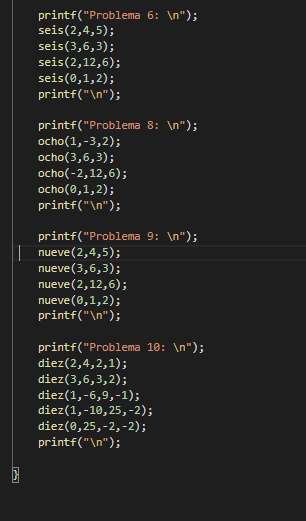 printf("Problema 6: \n");
seis(2,4,5);
seis(3,6,3);
seis(2,12,6);
seis(0,1,2);
printf("\n");
printf("Problema 8: \n");
ocho(1,-3,2);
ocho(3,6,3);
ocho(-2,12,6);
ocho(0,1,2);
printf("\n");
printf("Problema 9: \n");
nueve(2,4,5);
nueve(3,6,3);
nueve(2,12,6);
nueve(0,1,2);
printf("\n");
printf("Problema 10: \n");
diez(2,4,2,1);
diez(3,6,3,2);
diez(1,-6,9,-1);
diez(1,-10,25,-2);
diez(0,25,-2,-2);
printf("\n");
}